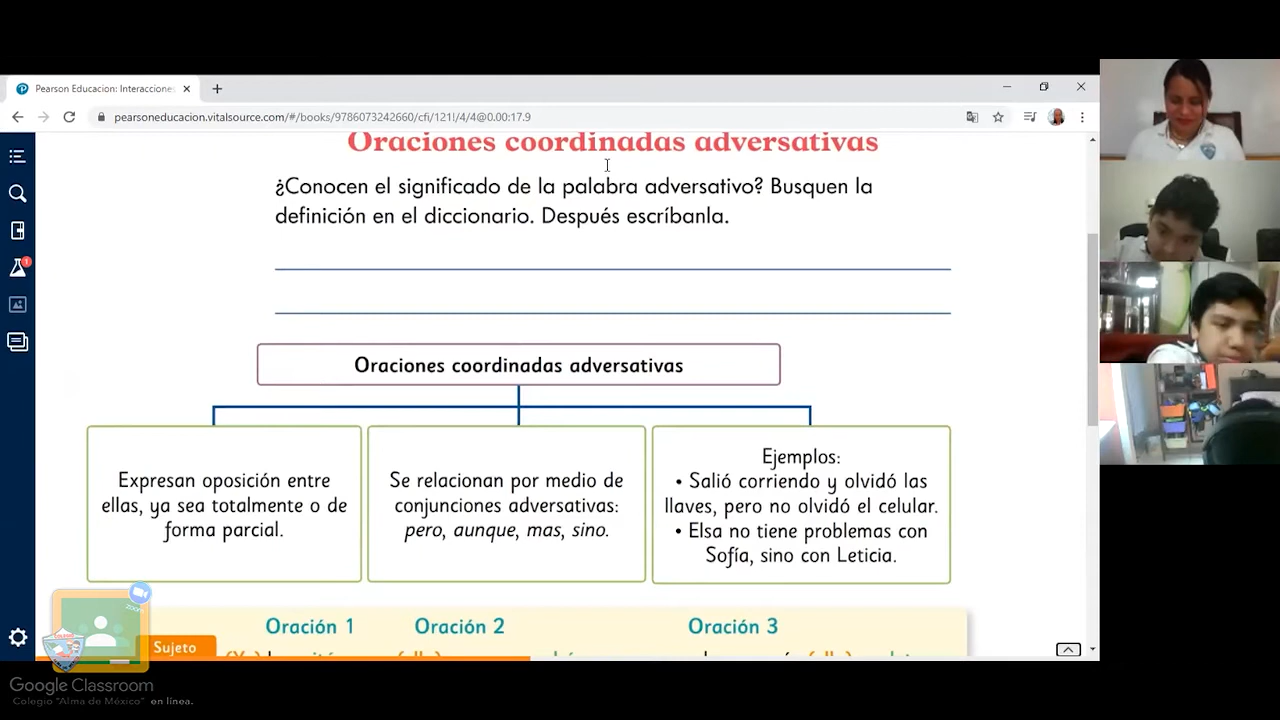 Pearson Educacion: Interacciones
pearsoneducacion.vitalsource.com/#/books/9786073242660/cfi/121!/4/4@0.00:17.9
Oraciones coordinadas adversativas
¿Conocen el significado de la palabra adversativo? Busquen la
definición en el diccionario. Después escríbanla.
Oraciones coordinadas adversativas
Expresan oposición entre
ellas, ya sea totalmente o de
forma parcial.
Se relacionan por medio de
conjunciones adversativas:
pero, aunque, mas, sino.
Ejemplos:
• Salió corriendo y olvidó las
llaves, pero no olvidó el celular.
• Elsa no tiene problemas con
Sofía, sino con Leticia.
Oración 1
Oración 2
Oración 3
Sujeto
1
zoom
Google Classroom
Colegio "Alma de México" en línea.